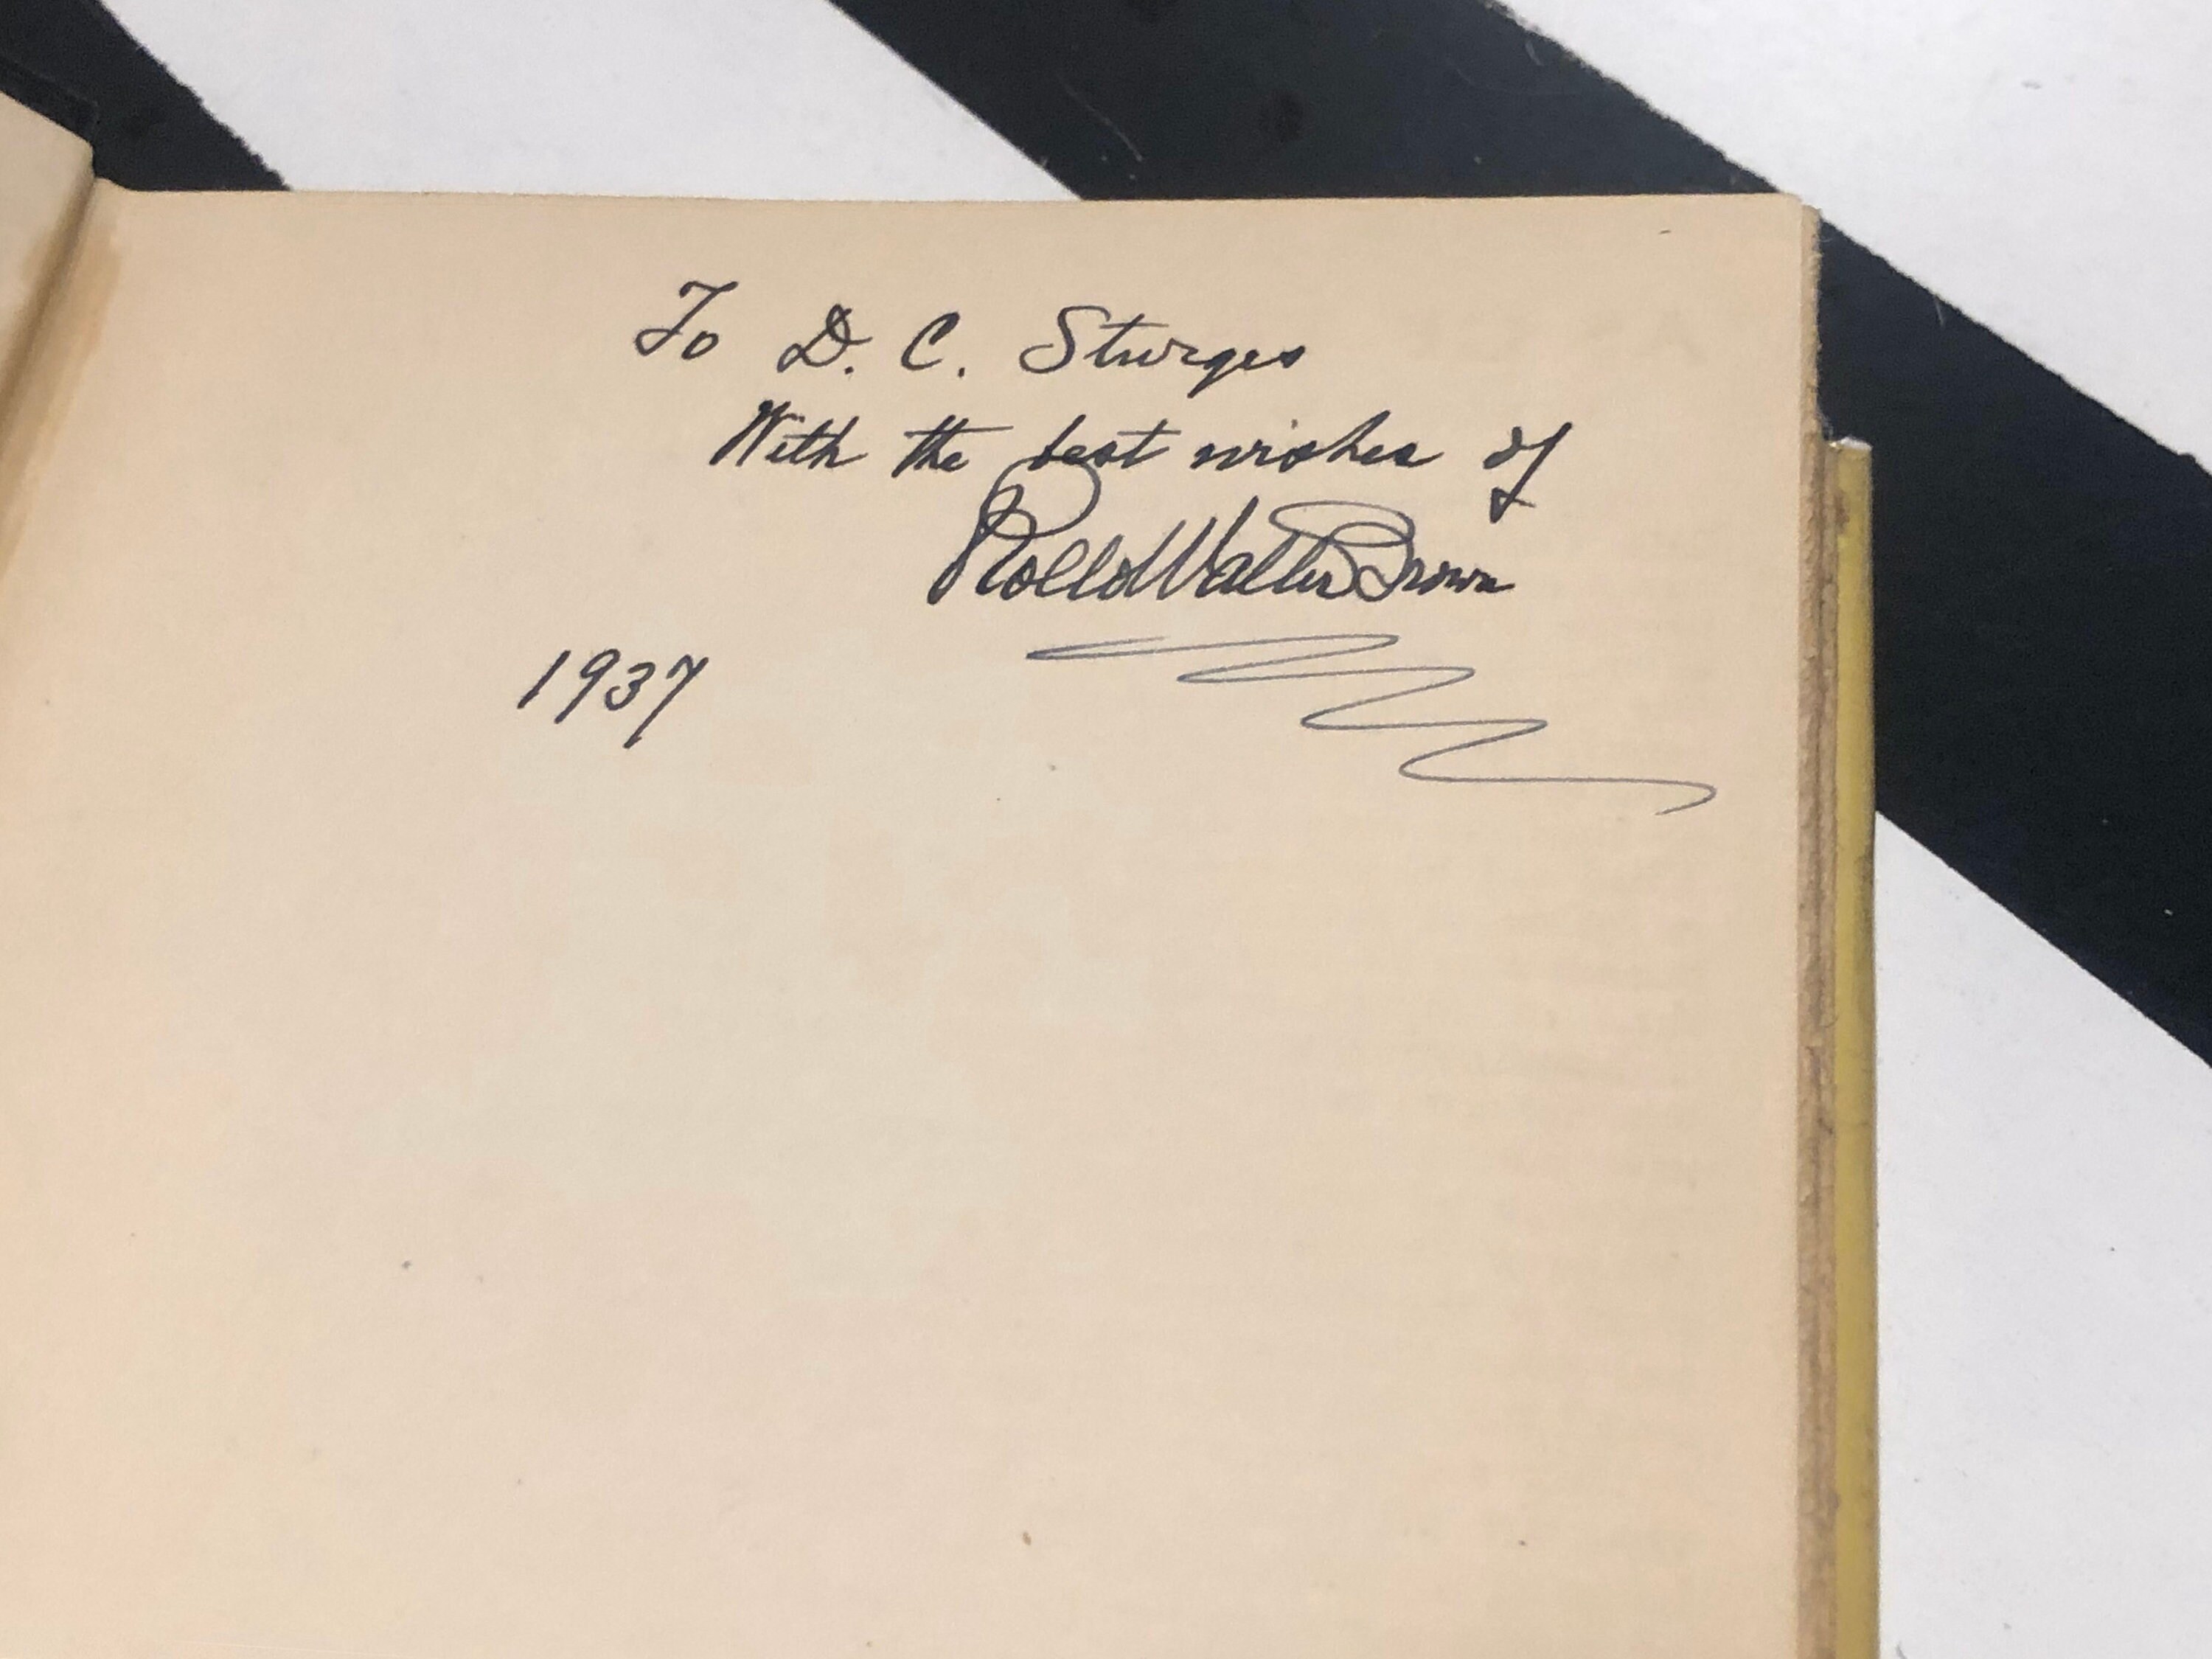 To D. C. Sturges
With the best wishes of
Rollo Walter Brown
1937